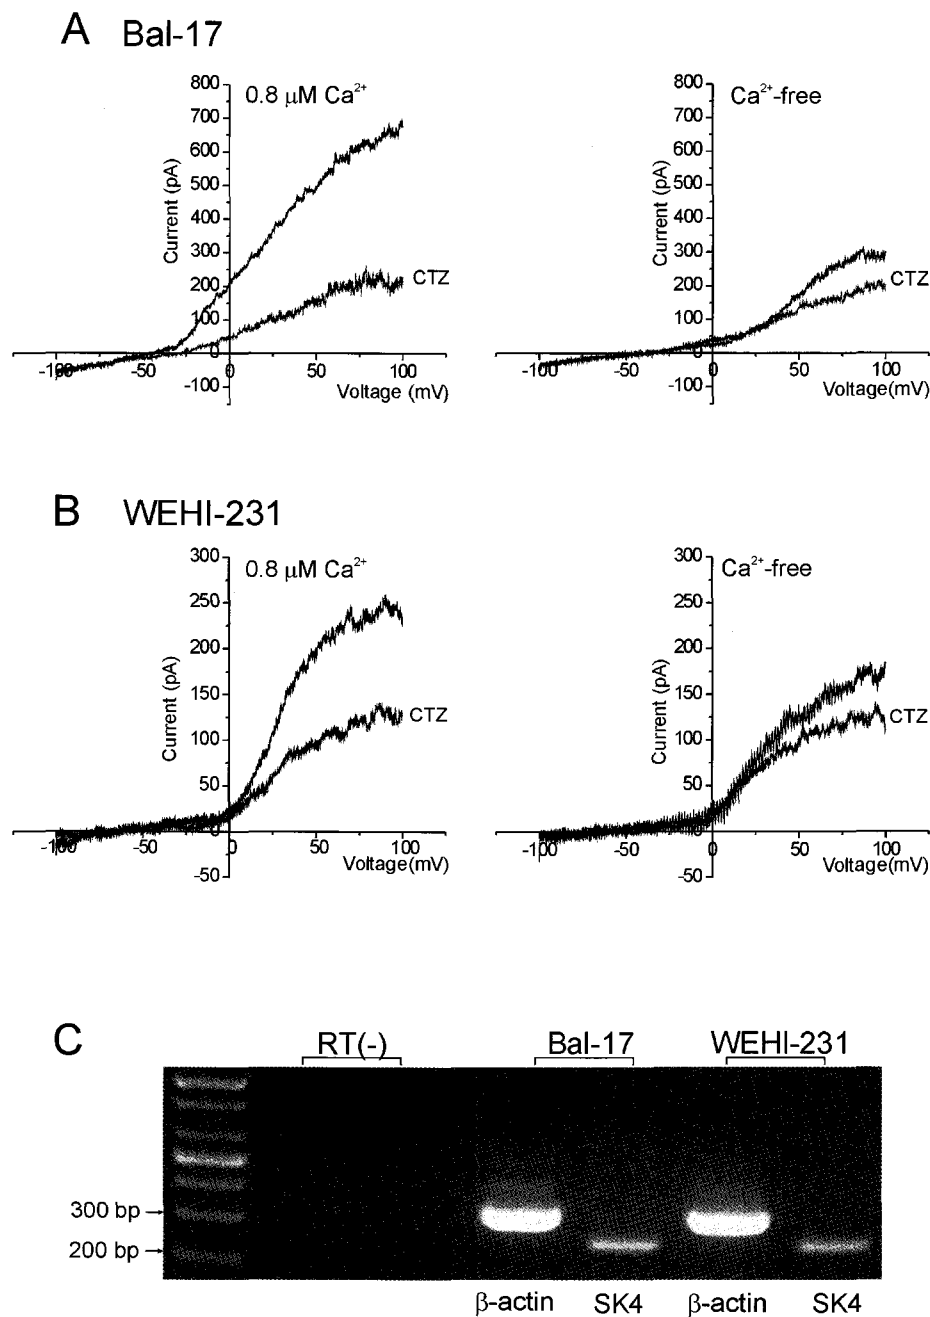 A Bal-17
0.8 μM Ca²⁺
Ca²⁺-free
800
700
600
500
400
300
200
100
0
-100
Current (pA)
CTZ
-100 -50 0 50 100
Voltage (mV)
800
700
600
500
400
300
200
100
0
-100
Current (pA)
CTZ
-100 -50 0 50 100
Voltage(mV)
B WEHI-231
0.8 μM Ca²⁺
Ca²⁺-free
300
250
200
150
100
50
0
-50
Current (pA)
CTZ
-100 -50 0 50 100
Voltage(mV)
300
250
200
150
100
50
0
-50
Current (pA)
CTZ
-100 -50 0 50 100
Voltage(mV)
C
RT(-) Bal-17 WEHI-231
300 bp
200 bp
β-actin SK4 β-actin SK4